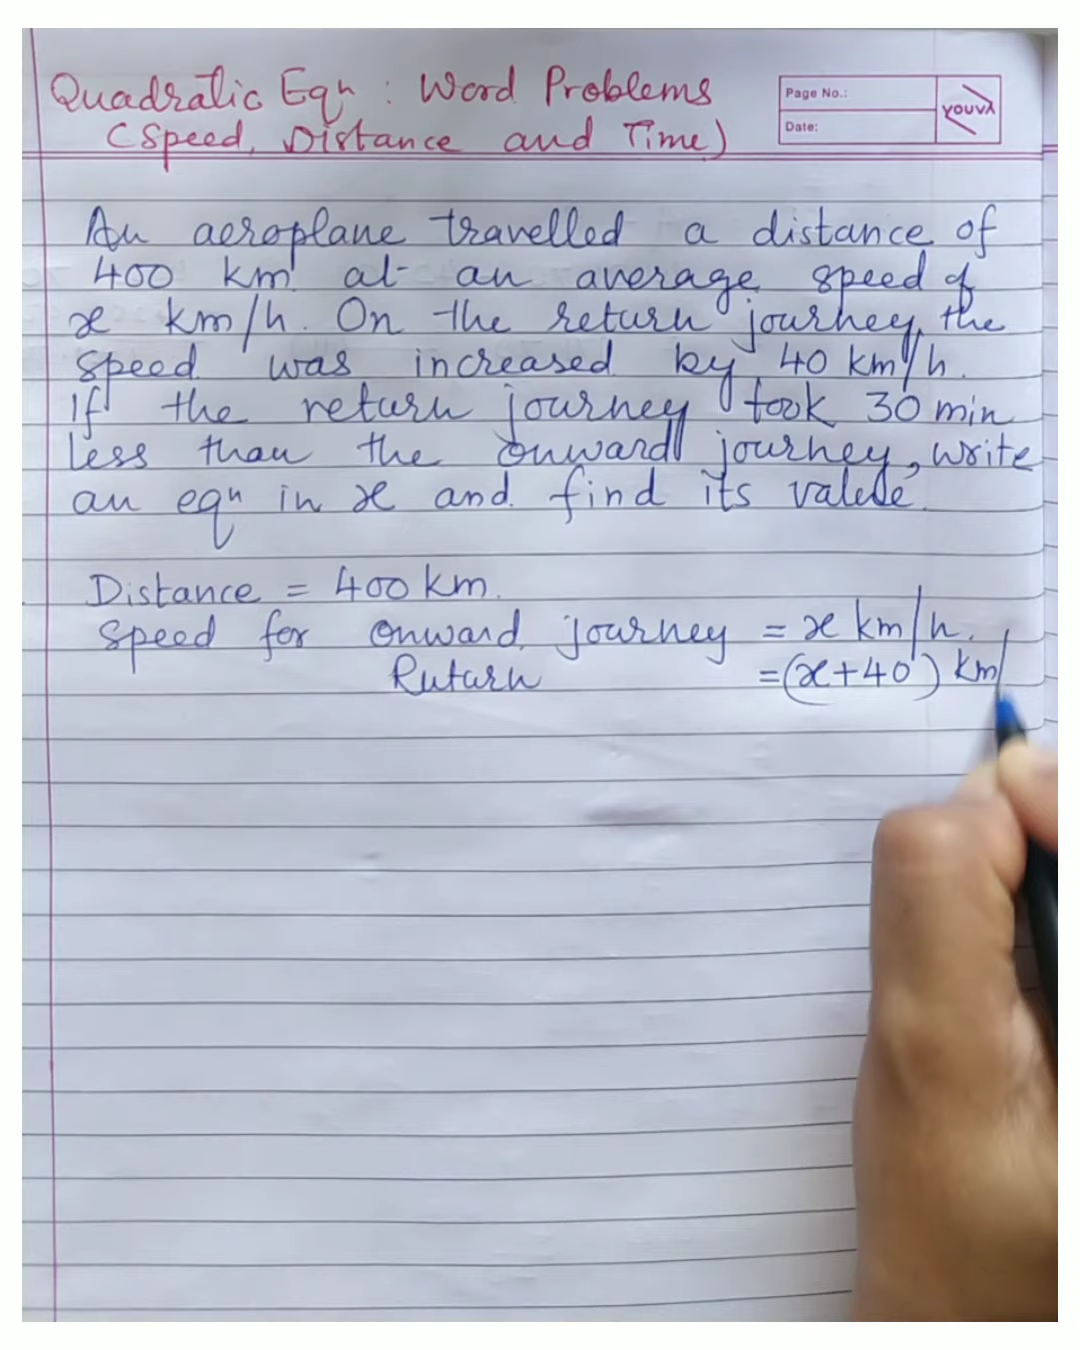 Quadratic Eqn : Word Problems
(Speed, Distance and Time)
Page No.:
Date:
youva
An aeroplane travelled a distance of
400 km at an average speed of
x km/h. On the return journey, the
speed was increased by 40 km/h.
If the return journey took 30 min
less than the onward journey, write
an eqn in x and find its value.
Distance = 400 km.
Speed for onward journey = x km/h.
Ruturn = (x+40) km/